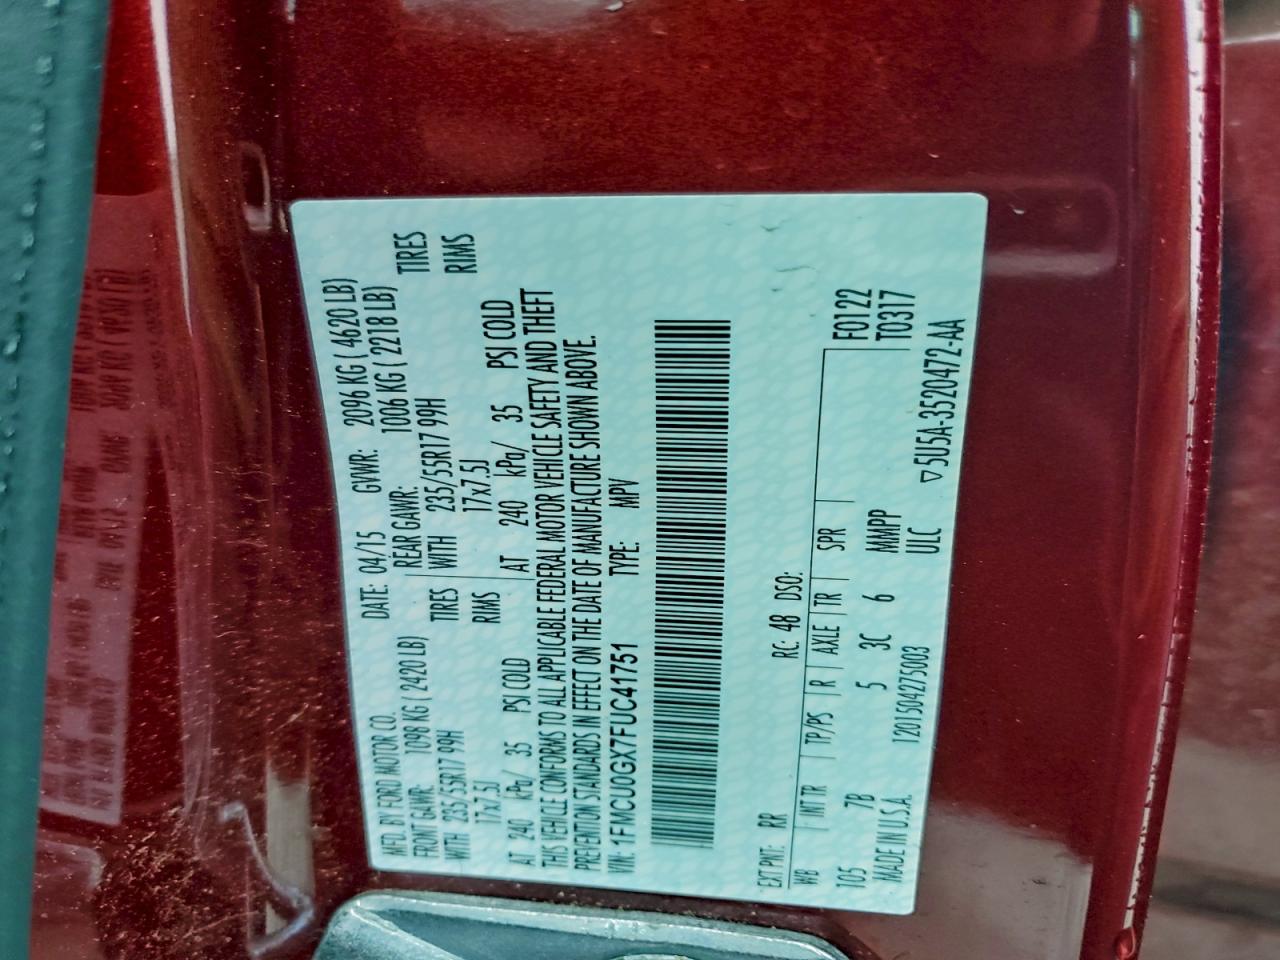 MFD. BY FORD MOTOR CO.
DATE: 04/15 GVWR: 2096 KG ( 4620 LB)
FRONT GAWR: 1098 KG ( 2420 LB) REAR GAWR: 1006 KG ( 2218 LB)
WITH 235/55R17 99H TIRES WITH 235/55R17 99H TIRES
17x7.5J RIMS 17x7.5J RIMS
AT 240 kPa/ 35 PSI COLD AT 240 kPa/ 35 PSI COLD
THIS VEHICLE CONFORMS TO ALL APPLICABLE FEDERAL MOTOR VEHICLE SAFETY AND THEFT
PREVENTION STANDARDS IN EFFECT ON THE DATE OF MANUFACTURE SHOWN ABOVE.
VIN: 1FMCU0GX7FUC41751 TYPE: MPV
EXT PNT: RR RC: 48 DSO:
WB INT TR TP/PS R AXLE TR SPR F0122
105 7B 5 3C 6 MMPP T0317
MADE IN U.S.A. 1201504275003 ULC ▽5U5A-3520472-AA